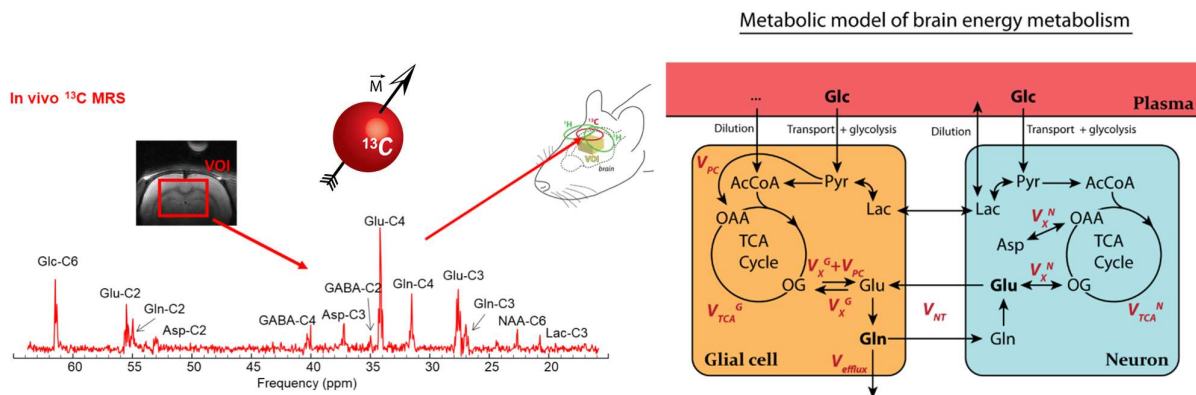 Metabolic model of brain energy metabolism
In vivo ¹³C MRS
VOI
M
¹³C
¹H
¹³C
¹H
VOI
brain
Glc-C6
Glu-C2
Gln-C2
Asp-C2
GABA-C4
Asp-C3
GABA-C2
Glu-C4
Gln-C4
Glu-C3
Gln-C3
NAA-C6
Lac-C3
60 55 50 45 40 35 30 25 20
Frequency (ppm)
... Glc Glc Plasma
Dilution Transport + glycolysis Dilution Transport + glycolysis
V_PC
AcCoA Pyr Pyr AcCoA
Lac Lac
OAA V_X^N OAA
Asp
TCA TCA
Cycle Cycle
V_X^G+V_PC
OG Glu Glu V_X^N OG
V_TCA^G V_X^G V_NT V_TCA^N
Gln Gln
Glial cell V_efflux Neuron